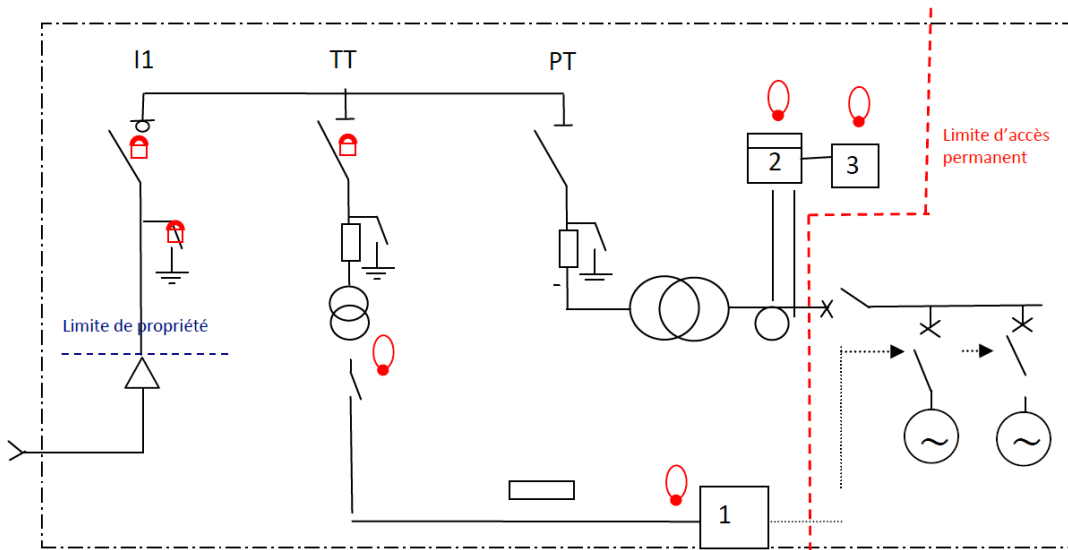 I1
TT
PT
Limite d’accès
permanent
2
3
Limite de propriété
~
~
1